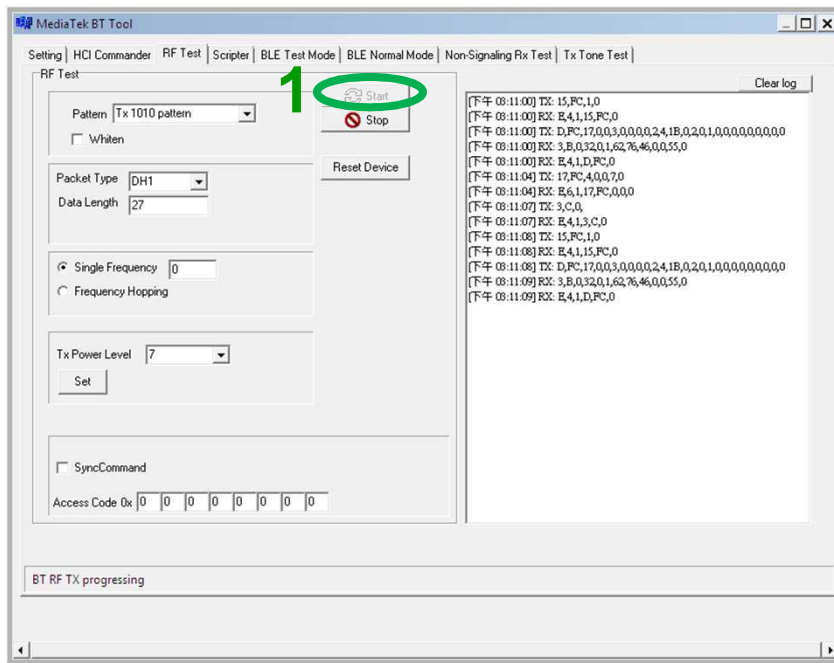 MediaTek BT Tool
Setting HCI Commander RF Test Scripter BLE Test Mode BLE Normal Mode Non-Signaling Rx Test Tx Tone Test
RF Test
1
Start
Stop
Reset Device
Pattern Tx 1010 pattern
Whiten
Packet Type DH1
Data Length 27
Single Frequency 0
Frequency Hopping
Tx Power Level 7
Set
SyncCommand
Access Code 0x 0 0 0 0 0 0 0 0
Clear log
[下午 03:11:00] TX: 15,FC,1,0
[下午 03:11:00] RX: E,4,1,15,FC,0
[下午 03:11:00] TX: D,FC,17,0,0,3,0,0,0,0,2,4,1B,0,2,0,1,0,0,0,0,0,0,0,0,0
[下午 03:11:00] RX: 3,B,0,32,0,1,62,76,46,0,0,55,0
[下午 03:11:00] RX: E,4,1,D,FC,0
[下午 03:11:04] TX: 17,FC,4,0,0,7,0
[下午 03:11:04] RX: E,6,1,17,FC,0,0,0
[下午 03:11:07] TX: 3,C,0,
[下午 03:11:07] RX: E,4,1,3,C,0
[下午 03:11:08] TX: 15,FC,1,0
[下午 03:11:08] RX: E,4,1,15,FC,0
[下午 03:11:08] TX: D,FC,17,0,0,3,0,0,0,0,2,4,1B,0,2,0,1,0,0,0,0,0,0,0,0,0
[下午 03:11:09] RX: 3,B,0,32,0,1,62,76,46,0,0,55,0
[下午 03:11:09] RX: E,4,1,D,FC,0
BT RF TX progressing